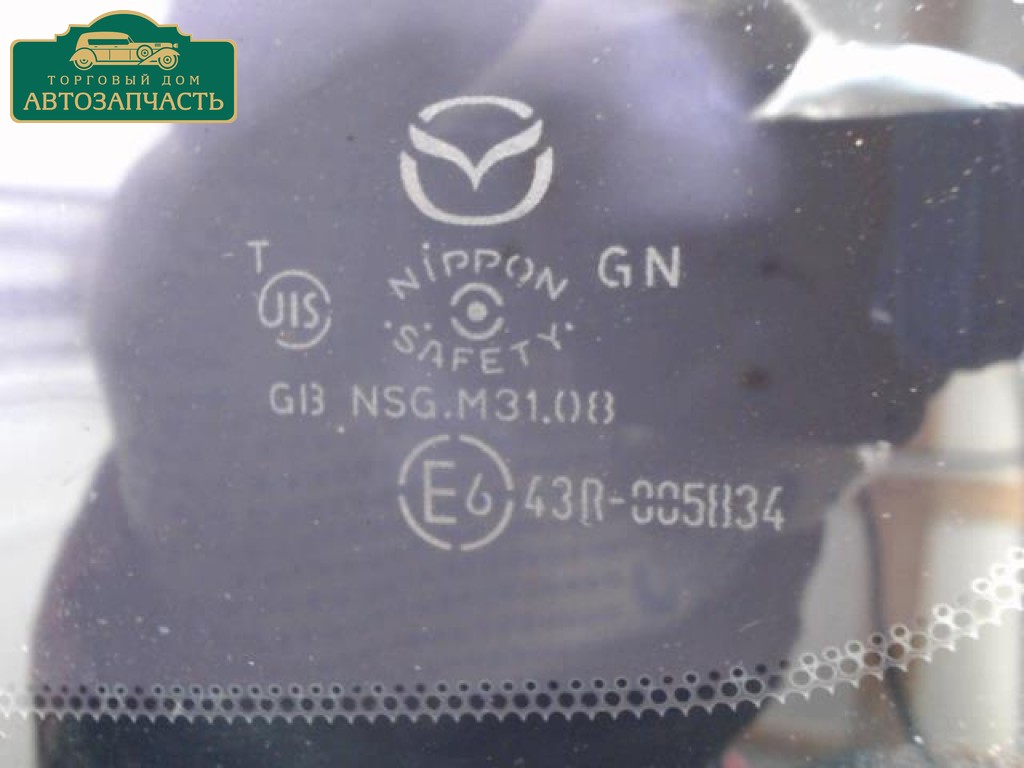 ТОРГОВЫЙ ДОМ
АВТОЗАПЧАСТЬ
T
JIS
NIPPON
SAFETY
GN
GB NSG.M31.08
E6 43R-005834